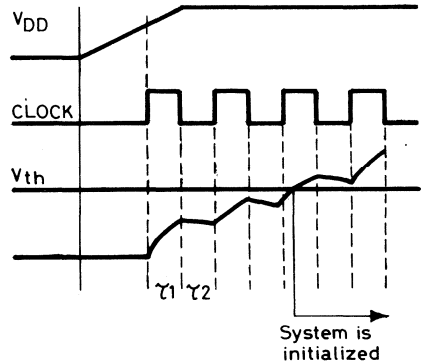 VDD
CLOCK
Vth
τ1 τ2
System is
initialized